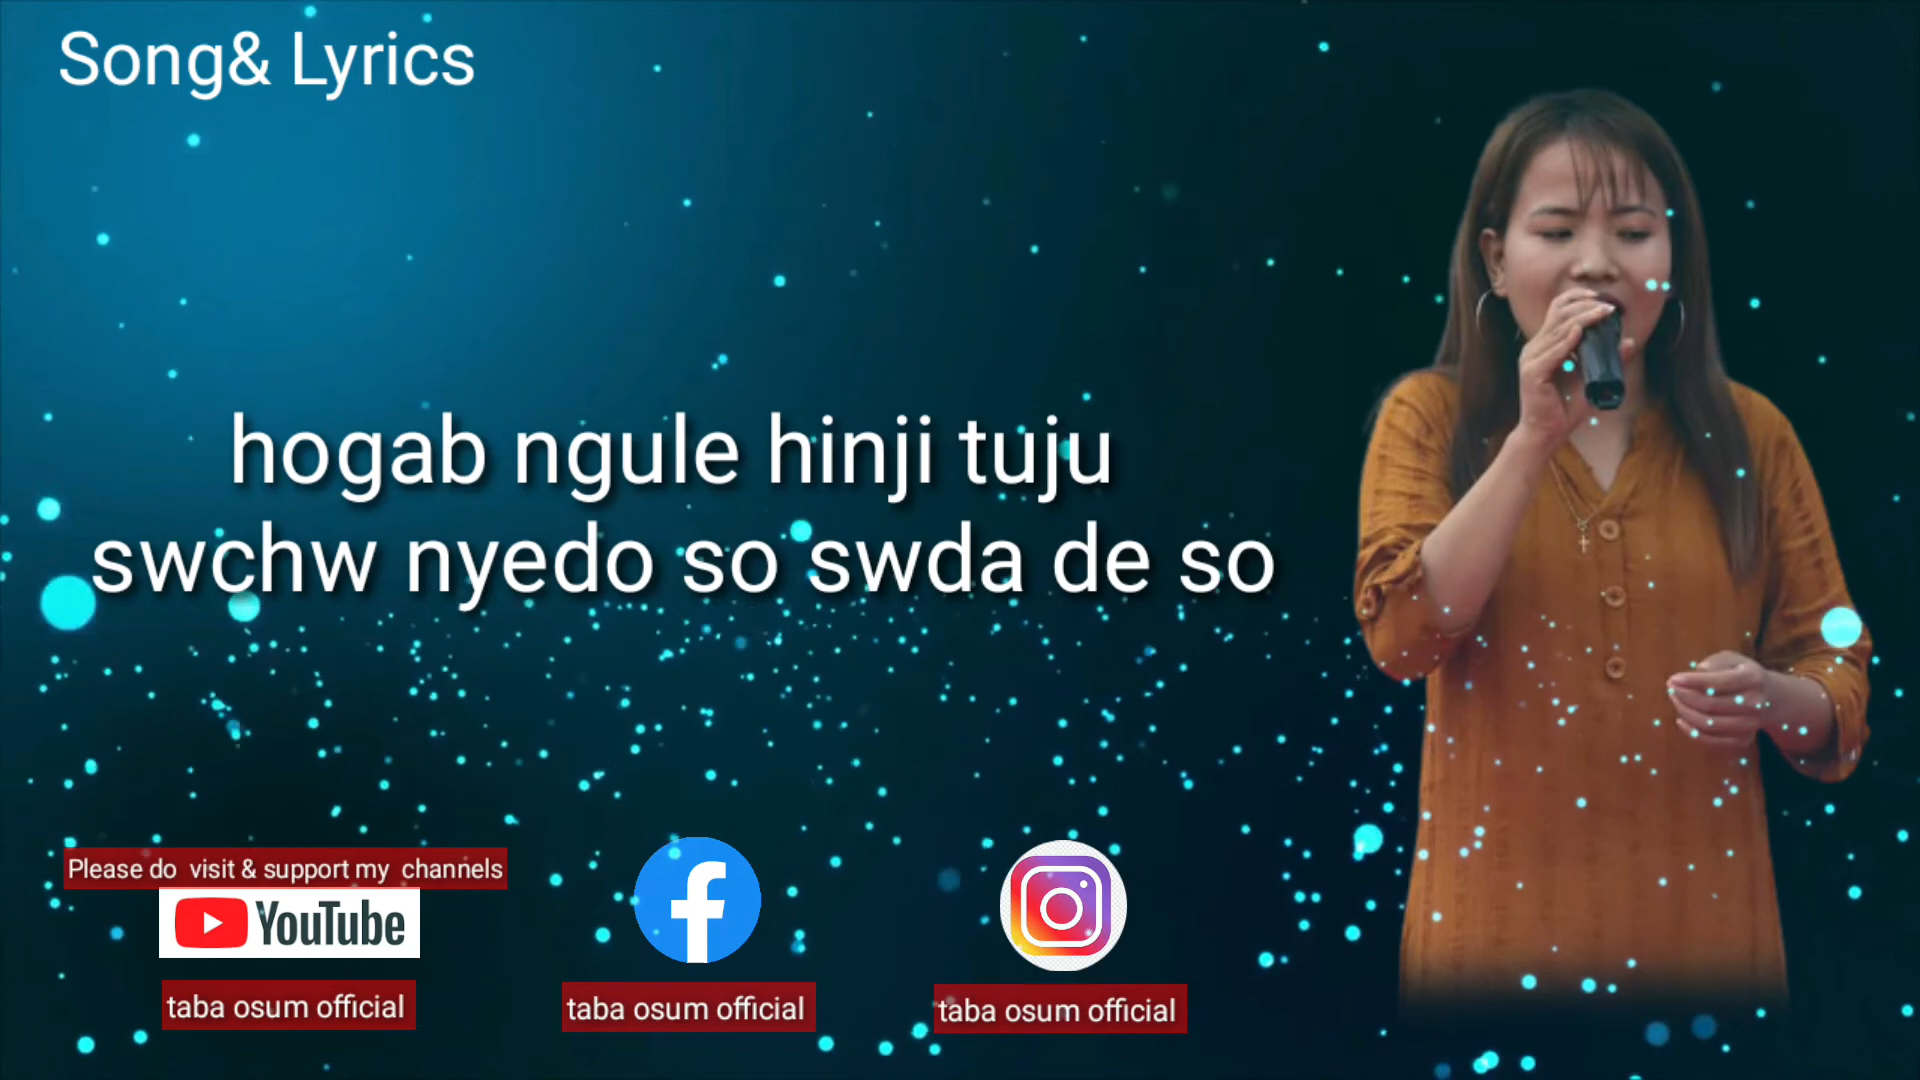 Song& Lyrics
hogab ngule hinji tuju
swchw nyedo so swda de so
Please do visit & support my channels
YouTube
taba osum official
taba osum official
taba osum official